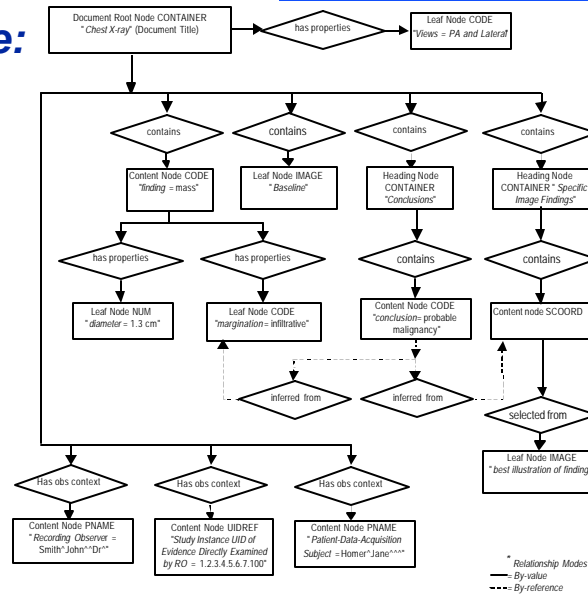 e:
Document Root Node CONTAINER
"Chest X-ray" (Document Title)
has properties
Leaf Node CODE
"Views = PA and Lateral"
contains
contains
contains
contains
Content Node CODE
"finding = mass"
Leaf Node IMAGE
"Baseline"
Heading Node
CONTAINER
"Conclusions"
Heading Node
CONTAINER " Specific
Image Findings"
has properties
has properties
contains
contains
Leaf Node NUM
"diameter = 1.3 cm"
Leaf Node CODE
"margination= infiltrative"
Content Node CODE
"conclusion= probable
malignancy"
Content node SCOORD
inferred from
inferred from
selected from
Leaf Node IMAGE
"best illustration of finding
Has obs context
Has obs context
Has obs context
Content Node PNAME
"Recording Observer =
Smith^John^^Dr^"
Content Node UIDREF
"Study Instance UID of
Evidence Directly Examined
by RO = 1.2.3.4.5.6.7.100"
Content Node PNAME
"Patient-Data-Acquisition
Subject =Homer^Jane^^^"
* Relationship Modes
= By-value
= By-reference